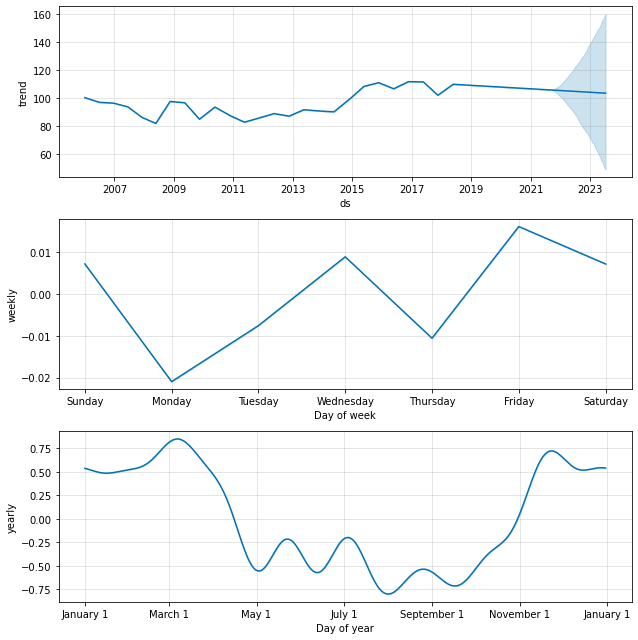 160
140
120
100
80
60
trend
2007 2009 2011 2013 2015 2017 2019 2021 2023
ds
0.01
0.00
−0.01
−0.02
weekly
Sunday Monday Tuesday Wednesday Thursday Friday Saturday
Day of week
0.75
0.50
0.25
0.00
−0.25
−0.50
−0.75
yearly
January 1 March 1 May 1 July 1 September 1 November 1 January 1
Day of year